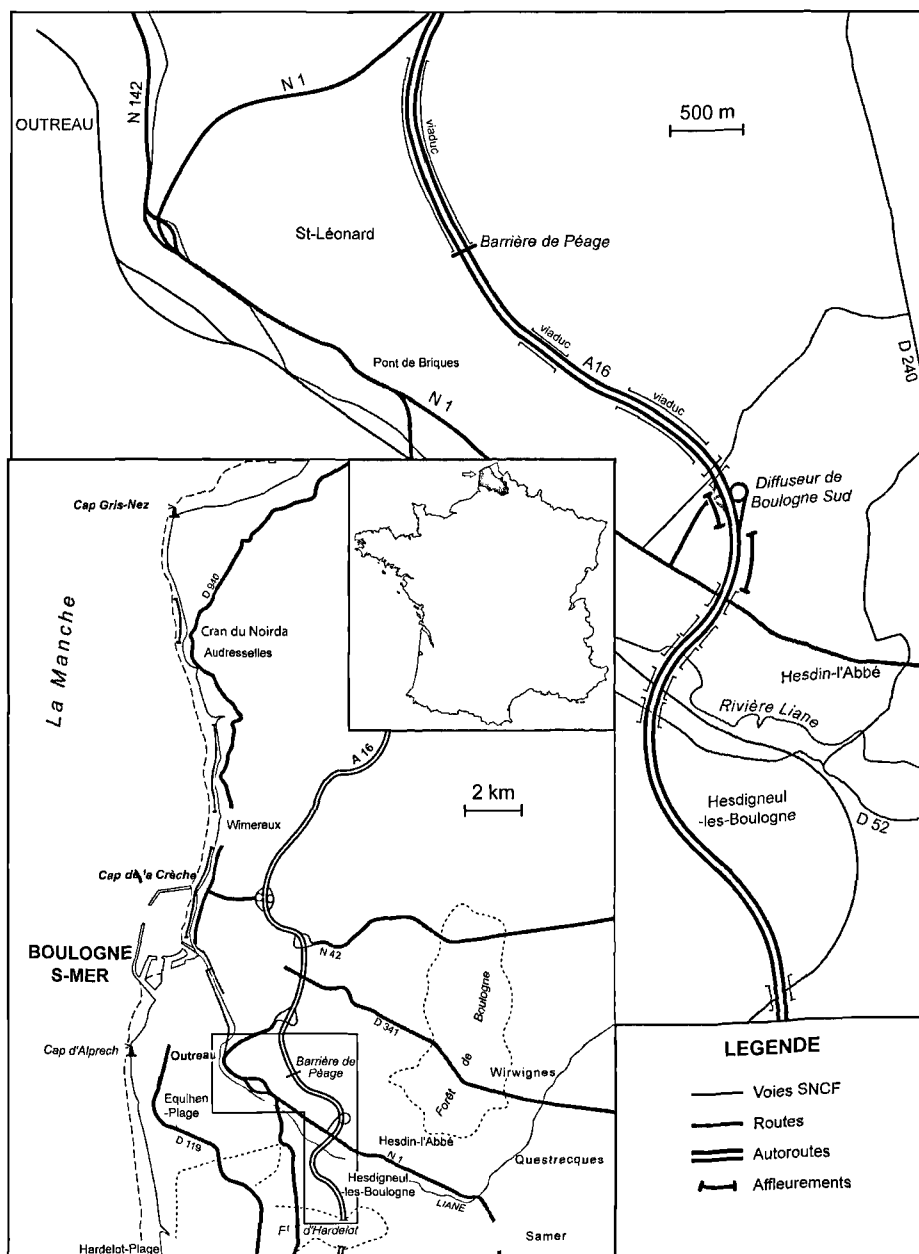 N 142
N 1
OUTREAU
viaduc
500 m
St-Léonard
Barrière de Péage
viaduc
A16
D 240
Pont de Briques
N 1
viaduc
Diffuseur de
Boulogne Sud
Hesdin-l'Abbé
Rivière Liane
Hesdigneul
-les-Boulogne
D 52
Cap Gris-Nez
D 940
La Manche
Cran du Noirda
Audresselles
A 16
2 km
Wimereux
Cap de la Crèche
BOULOGNE
S-MER
N 42
D 341
Forêt de Boulogne
Wirwignes
Cap d'Alprech
Outreau
Barrière de
Péage
Equihen
-Plage
D 119
Hesdin-l'Abbé
N 1
Questrecques
Hesdigneul
-les-Boulogne
LIANE
Ft d'Hardelot
Samer
Hardelot-Plage
LEGENDE
Voies SNCF
Routes
Autoroutes
Affleurements